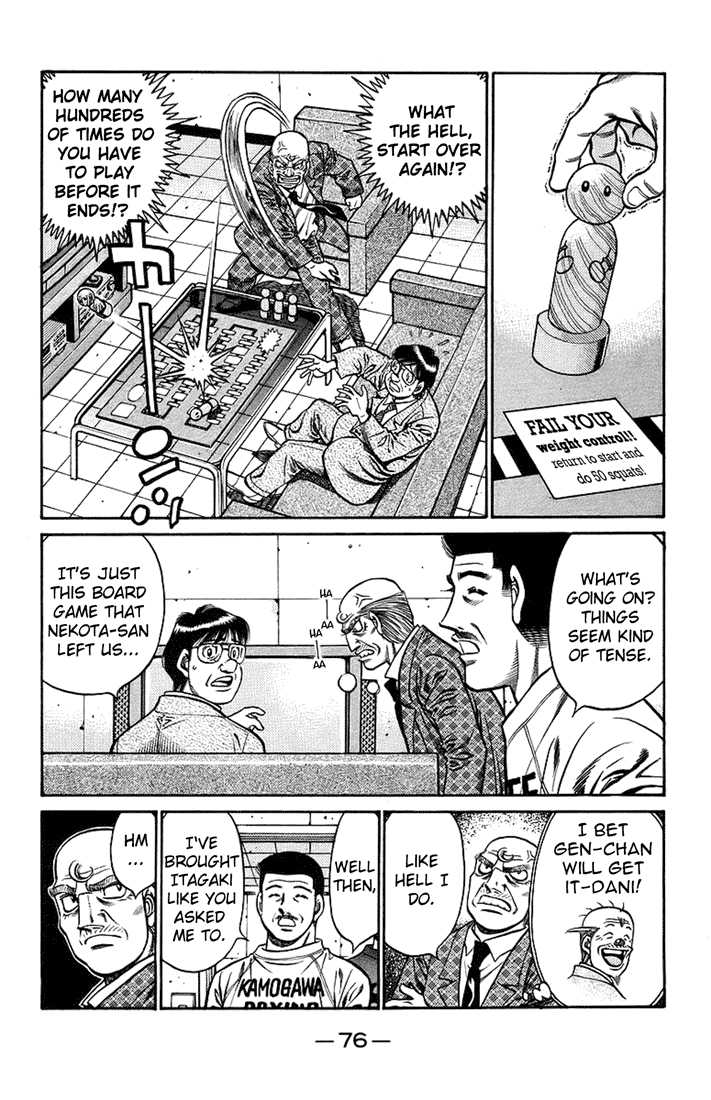 FAIL YOUR
weight control!!
return to start and
do 50 squats!
WHAT
THE HELL,
START OVER
AGAIN!?
HOW MANY
HUNDREDS
OF TIMES DO
YOU HAVE
TO PLAY
BEFORE IT
ENDS!?
WHAT'S
GOING ON?
THINGS
SEEM KIND
OF TENSE.
HA
AA
HA
AA
IT'S JUST
THIS BOARD
GAME THAT
NEKOTA-SAN
LEFT US...
I BET
GEN-CHAN
WILL GET
IT-DANI!
LIKE
HELL I
DO.
WELL
THEN,
I'VE
BROUGHT
ITAGAKI
LIKE YOU
ASKED
ME TO.
KAMOGAWA
BOXING
HM
...
—76—